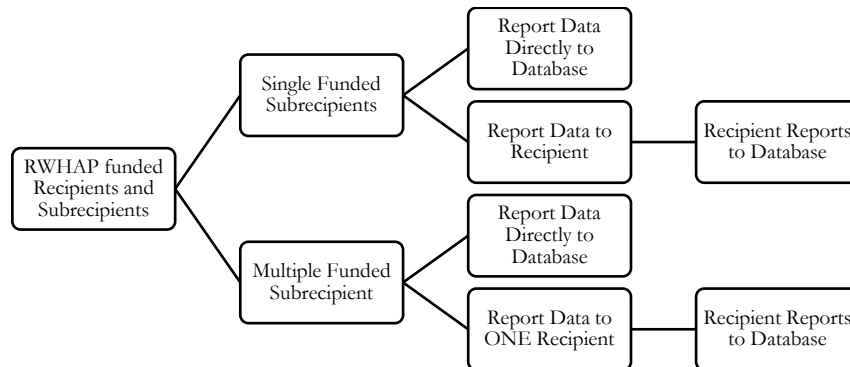 RWHAP funded
Recipients and
Subrecipients
Single Funded
Subrecipients
Report Data
Directly to
Database
Report Data to
Recipient
Recipient Reports
to Database
Multiple Funded
Subrecipient
Report Data
Directly to
Database
Report Data to
ONE Recipient
Recipient Reports
to Database